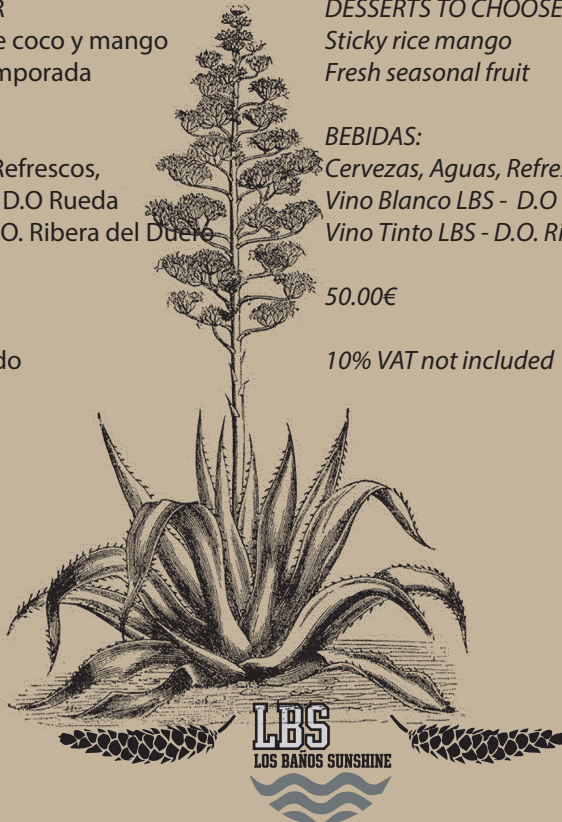 R
e coco y mango
mporada
Refrescos,
D.O Rueda
O. Ribera del Duero
do
DESSERTS TO CHOOSE
Sticky rice mango
Fresh seasonal fruit
BEBIDAS:
Cervezas, Aguas, Refre
Vino Blanco LBS - D.O
Vino Tinto LBS - D.O. Ri
50.00€
10% VAT not included
LBS
LOS BAÑOS SUNSHINE